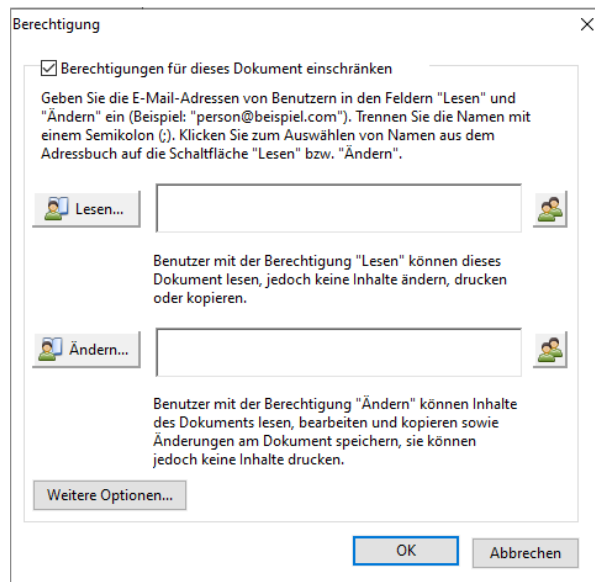 Berechtigung
Berechtigungen für dieses Dokument einschränken
Geben Sie die E-Mail-Adressen von Benutzern in den Feldern "Lesen" und
"Ändern" ein (Beispiel: "person@beispiel.com"). Trennen Sie die Namen mit
einem Semikolon (;). Klicken Sie zum Auswählen von Namen aus dem
Adressbuch auf die Schaltfläche "Lesen" bzw. "Ändern".
Lesen...
Benutzer mit der Berechtigung "Lesen" können dieses
Dokument lesen, jedoch keine Inhalte ändern, drucken
oder kopieren.
Ändern...
Benutzer mit der Berechtigung "Ändern" können Inhalte
des Dokuments lesen, bearbeiten und kopieren sowie
Änderungen am Dokument speichern, sie können
jedoch keine Inhalte drucken.
Weitere Optionen...
OK
Abbrechen